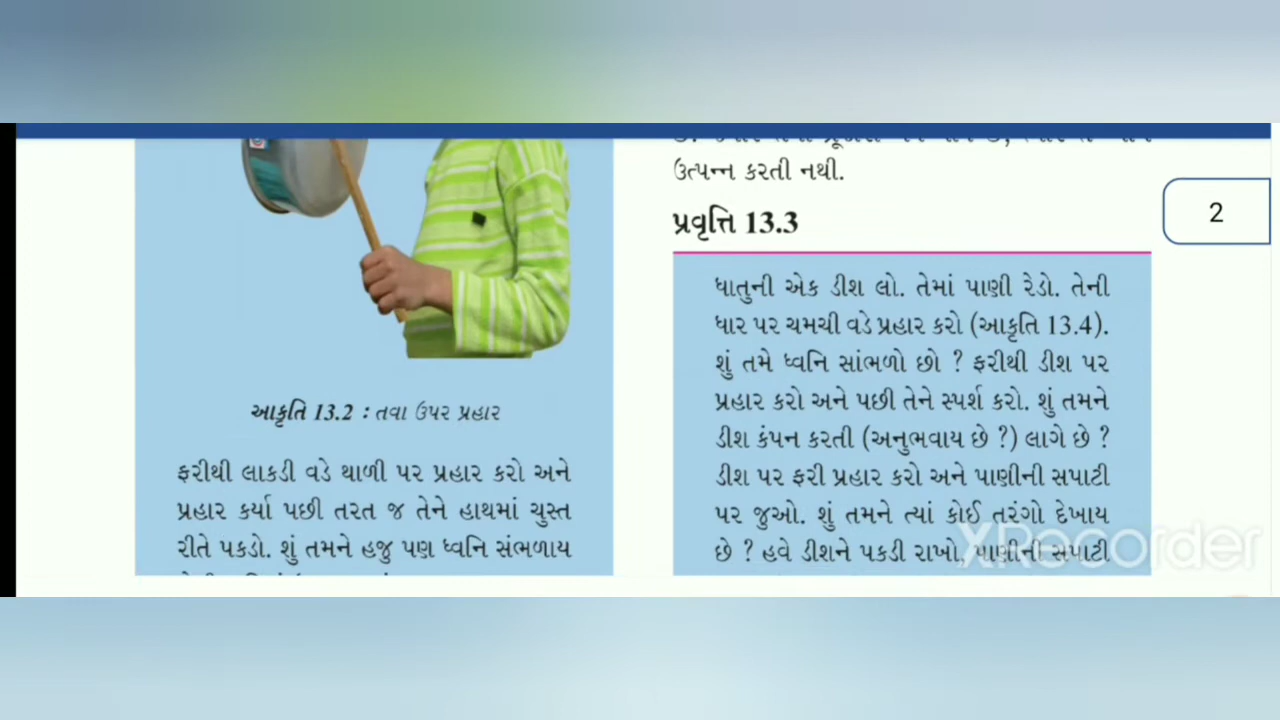 આકૃતિ 13.2 : તવા ઉપર પ્રહાર
ફરીથી લાકડી વડે થાળી પર પ્રહાર કરો અને
પ્રહાર કર્યા પછી તરત જ તેને હાથમાં ચુસ્ત
રીતે પકડો. શું તમને હજુ પણ ધ્વનિ સંભળાય
ઉત્પન્ન કરતી નથી.
પ્રવૃત્તિ 13.3
ધાતુની એક ડીશ લો. તેમાં પાણી રેડો. તેની
ધાર પર ચમચી વડે પ્રહાર કરો (આકૃતિ 13.4).
શું તમે ધ્વનિ સાંભળો છો ? ફરીથી ડીશ પર
પ્રહાર કરો અને પછી તેને સ્પર્શ કરો. શું તમને
ડીશ કંપન કરતી (અનુભવાય છે ?) લાગે છે ?
ડીશ પર ફરી પ્રહાર કરો અને પાણીની સપાટી
પર જુઓ. શું તમને ત્યાં કોઈ તરંગો દેખાય
છે ? હવે ડીશને પકડી રાખો, પાણીની સપાટી
2
XRecorder